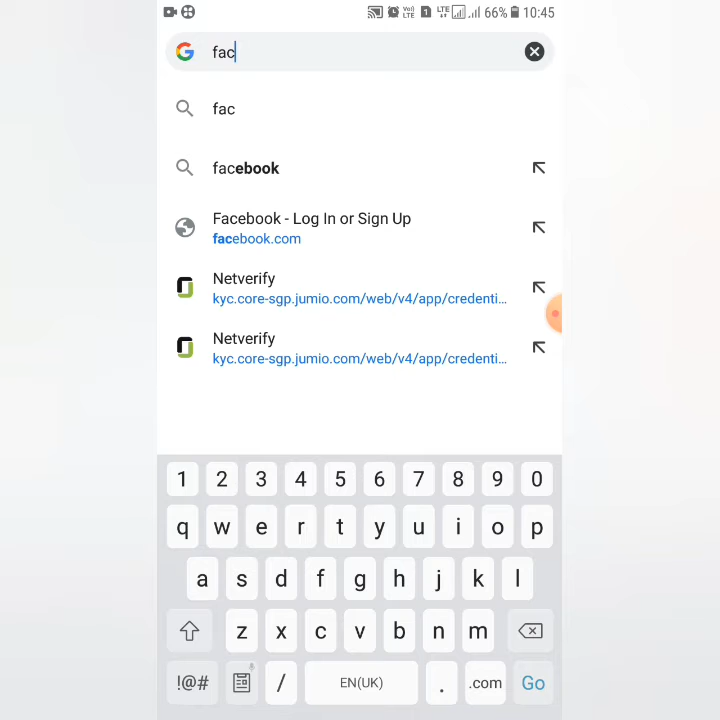 LTE 66% 10:45
fac
fac
facebook
Facebook - Log In or Sign Up
facebook.com
Netverify
kyc.core-sgp.jumio.com/web/v4/app/credenti...
Netverify
kyc.core-sgp.jumio.com/web/v4/app/credenti...
1 2 3 4 5 6 7 8 9 0
q w e r t y u i o p
a s d f g h j k l
z x c v b n m
!@# / EN(UK) . .com Go